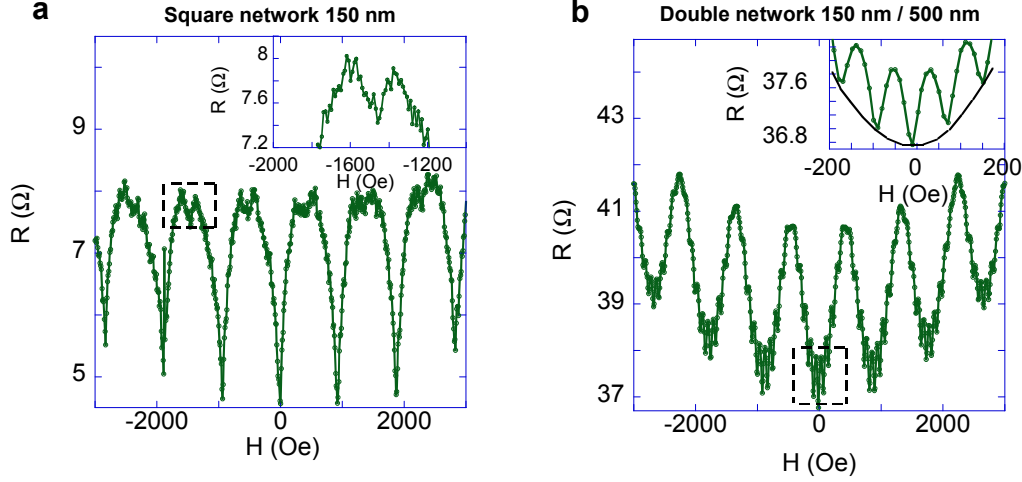 a
Square network 150 nm
R (Ω)
9
7
5
-2000
0
2000
H (Oe)
R (Ω)
8
7.6
7.2
-2000
-1600
-1200
H (Oe)
b
Double network 150 nm / 500 nm
R (Ω)
43
41
39
37
-2000
0
2000
H (Oe)
R (Ω)
37.6
36.8
-200
0
200
H (Oe)